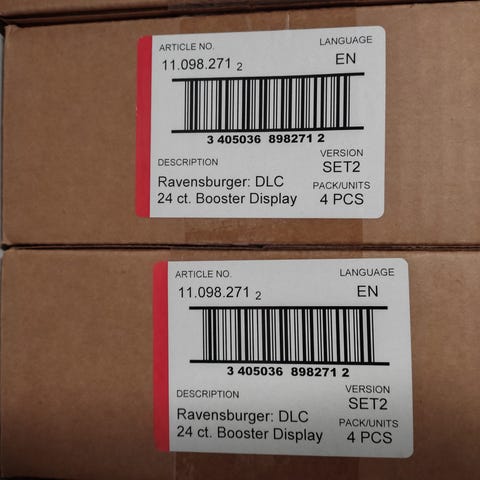 ARTICLE NO. LANGUAGE
11.098.271 2 EN
3 405036 898271 2
DESCRIPTION VERSION
SET2
Ravensburger: DLC PACK/UNITS
24 ct. Booster Display 4 PCS
ARTICLE NO. LANGUAGE
11.098.271 2 EN
3 405036 898271 2
DESCRIPTION VERSION
SET2
Ravensburger: DLC PACK/UNITS
24 ct. Booster Display 4 PCS